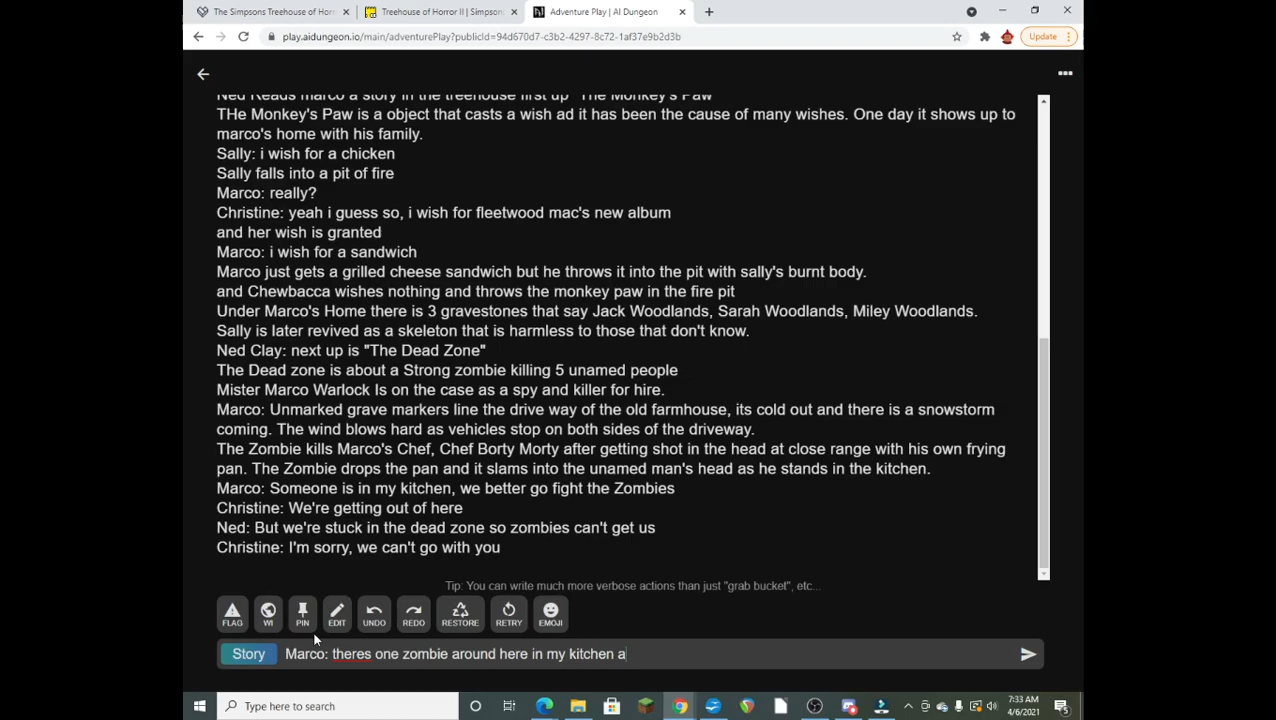 The Simpsons Treehouse of Horr
Treehouse of Horror II | Simpsons
Adventure Play | AI Dungeon
play.aidungeon.io/main/adventurePlay?publicId=94d670d7-c3b2-4297-8c72-1af37e9b2d3b
Update
Ned Reads marco a story in the treehouse first up "The Monkey's Paw"
THe Monkey's Paw is a object that casts a wish ad it has been the cause of many wishes. One day it shows up to
marco's home with his family.
Sally: i wish for a chicken
Sally falls into a pit of fire
Marco: really?
Christine: yeah i guess so, i wish for fleetwood mac's new album
and her wish is granted
Marco: i wish for a sandwich
Marco just gets a grilled cheese sandwich but he throws it into the pit with sally's burnt body.
and Chewbacca wishes nothing and throws the monkey paw in the fire pit
Under Marco's Home there is 3 gravestones that say Jack Woodlands, Sarah Woodlands, Miley Woodlands.
Sally is later revived as a skeleton that is harmless to those that don't know.
Ned Clay: next up is "The Dead Zone"
The Dead zone is about a Strong zombie killing 5 unamed people
Mister Marco Warlock Is on the case as a spy and killer for hire.
Marco: Unmarked grave markers line the drive way of the old farmhouse, its cold out and there is a snowstorm
coming. The wind blows hard as vehicles stop on both sides of the driveway.
The Zombie kills Marco's Chef, Chef Borty Morty after getting shot in the head at close range with his own frying
pan. The Zombie drops the pan and it slams into the unamed man's head as he stands in the kitchen.
Marco: Someone is in my kitchen, we better go fight the Zombies
Christine: We're getting out of here
Ned: But we're stuck in the dead zone so zombies can't get us
Christine: I'm sorry, we can't go with you
Tip: You can write much more verbose actions than just "grab bucket", etc...
FLAG WI PIN EDIT UNDO REDO RESTORE RETRY EMOJI
Story Marco: theres one zombie around here in my kitchen a
Type here to search
7:33 AM
4/6/2021
5